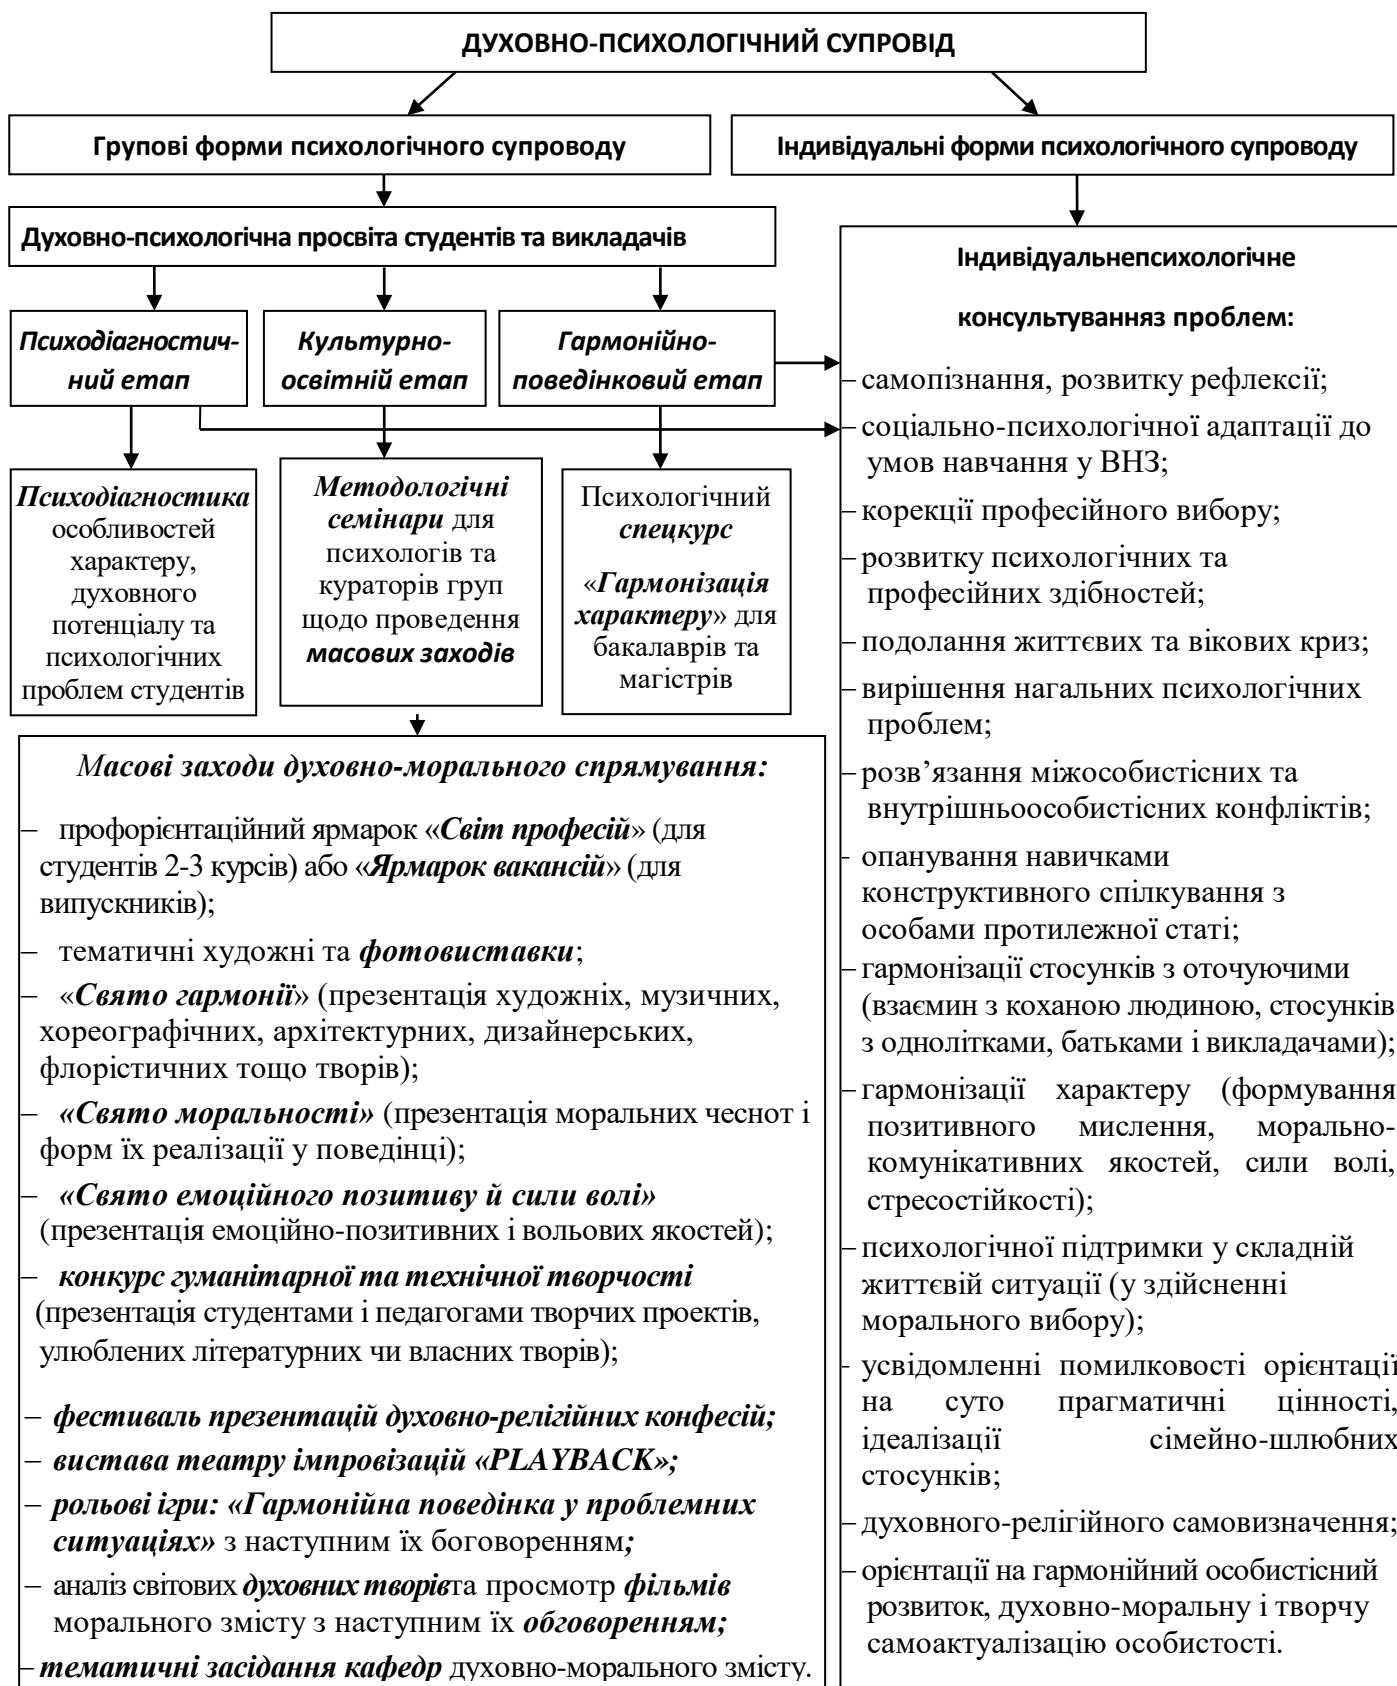 ДУХОВНО-ПСИХОЛОГІЧНИЙ СУПРОВІД
Групові форми психологічного супроводу
Індивідуальні форми психологічного супроводу
Духовно-психологічна просвіта студентів та викладачів
Психодіагностич-
ний етап
Культурно-
освітній етап
Гармонійно-
поведінковий етап
Психодіагностика
особливостей
характеру,
духовного
потенціалу та
психологічних
проблем студентів
Методологічні
семінари для
психологів та
кураторів груп
щодо проведення
масових заходів
Психологічний
спецкурс
«Гармонізація
характеру» для
бакалаврів та
магістрів
Масові заходи духовно-морального спрямування:
– профорієнтаційний ярмарок «Світ професій» (для
студентів 2-3 курсів) або «Ярмарок вакансій» (для
випускників);
– тематичні художні та фотовиставки;
– «Свято гармонії» (презентація художніх, музичних,
хореографічних, архітектурних, дизайнерських,
флорістичних тощо творів);
– «Свято моральності» (презентація моральних чеснот і
форм їх реалізації у поведінці);
– «Свято емоційного позитиву й сили волі»
(презентація емоційно-позитивних і вольових якостей);
– конкурс гуманітарної та технічної творчості
(презентація студентами і педагогами творчих проектів,
улюблених літературних чи власних творів);
– фестиваль презентацій духовно-релігійних конфесій;
– вистава театру імпровізацій «PLAYBACK»;
– рольові ігри: «Гармонійна поведінка у проблемних
ситуаціях» з наступним їх боговоренням;
– аналіз світових духовних творівта просмотр фільмів
морального змісту з наступним їх обговоренням;
– тематичні засідання кафедр духовно-морального змісту.
Індивідуальнепсихологічне
консультуванняз проблем:
– самопізнання, розвитку рефлексії;
– соціально-психологічної адаптації до
умов навчання у ВНЗ;
– корекції професійного вибору;
– розвитку психологічних та
професійних здібностей;
– подолання життєвих та вікових криз;
– вирішення нагальних психологічних
проблем;
– розв’язання міжособистісних та
внутрішньоособистісних конфліктів;
- опанування навичками
конструктивного спілкування з
особами протилежної статі;
– гармонізації стосунків з оточуючими
(взаємин з коханою людиною, стосунків
з однолітками, батьками і викладачами);
– гармонізації характеру (формування
позитивного мислення, морально-
комунікативних якостей, сили волі,
стресостійкості);
– психологічної підтримки у складній
життєвій ситуації (у здійсненні
морального вибору);
- усвідомленні помилковості орієнтації
на суто прагматичні цінності,
ідеалізації сімейно-шлюбних
стосунків;
– духовного-релігійного самовизначення;
– орієнтації на гармонійний особистісний
розвиток, духовно-моральну і творчу
самоактуалізацію особистості.